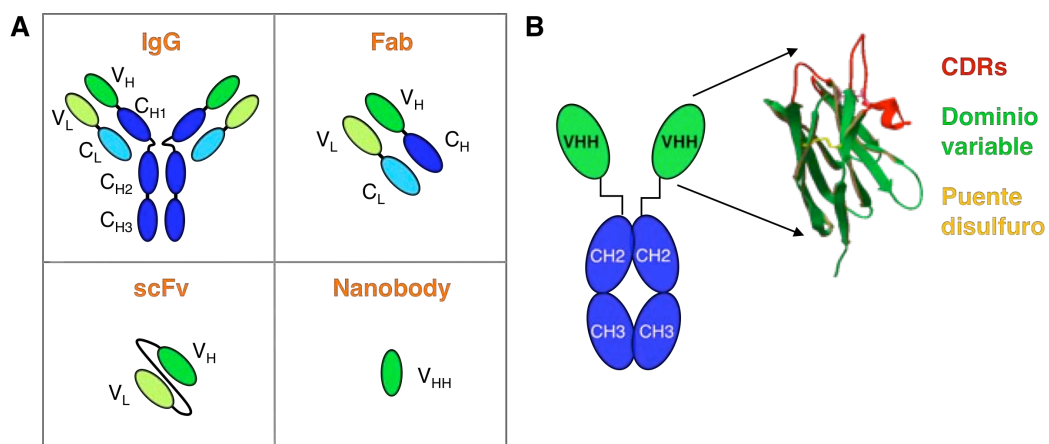 A
IgG
VH
CH1
VL
CL
CH2
CH3
Fab
VH
VL
CH
CL
scFv
VH
VL
Nanobody
VHH
B
VHH VHH
CH2 CH2
CH3 CH3
CDRs
Dominio
variable
Puente
disulfuro